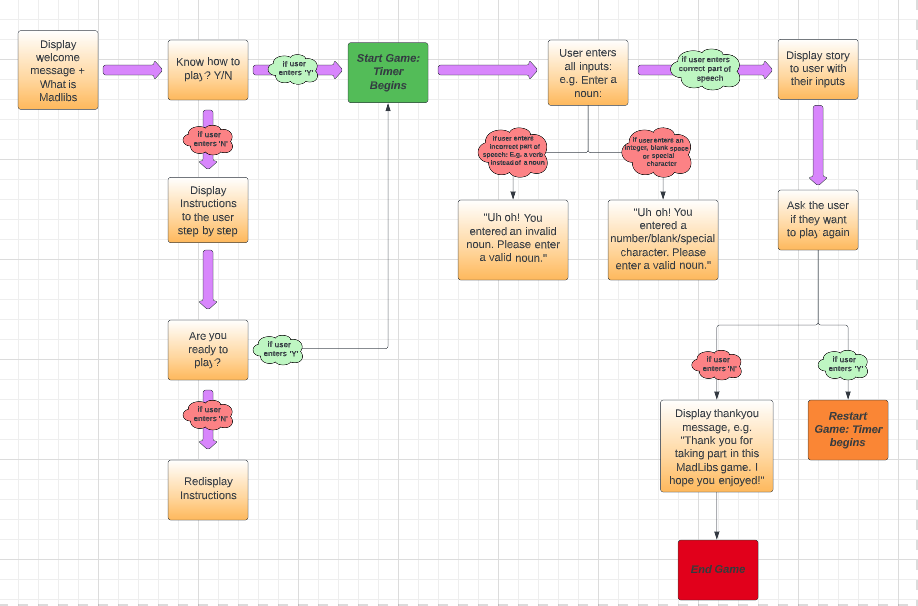 Display
welcome
message +
What is
Madlibs
Know how to
play? Y/N
if user
enters 'Y'
Start Game:
Timer
Begins
User enters
all inputs:
e.g. Enter a
noun:
if user enters
correct part of
speech
Display story
to user with
their inputs
if user
enters 'N'
if user enters
incorrect part of
speech: E.g. a verb
instead of a noun
if user enters an
integer, blank space
or special
character
Display
Instructions
to the user
step by step
"Uh oh! You
entered an invalid
noun. Please enter
a valid noun."
"Uh oh! You
entered a
number/blank/special
character. Please
enter a valid noun."
Ask the user
if they want
to play again
Are you
ready to
play?
if user
enters 'Y'
if user
enters 'N'
if user
enters 'Y'
if user
enters 'N'
Display thankyou
message, e.g.
"Thank you for
taking part in this
MadLibs game. I
hope you enjoyed!"
Restart
Game: Timer
begins
Redisplay
Instructions
End Game